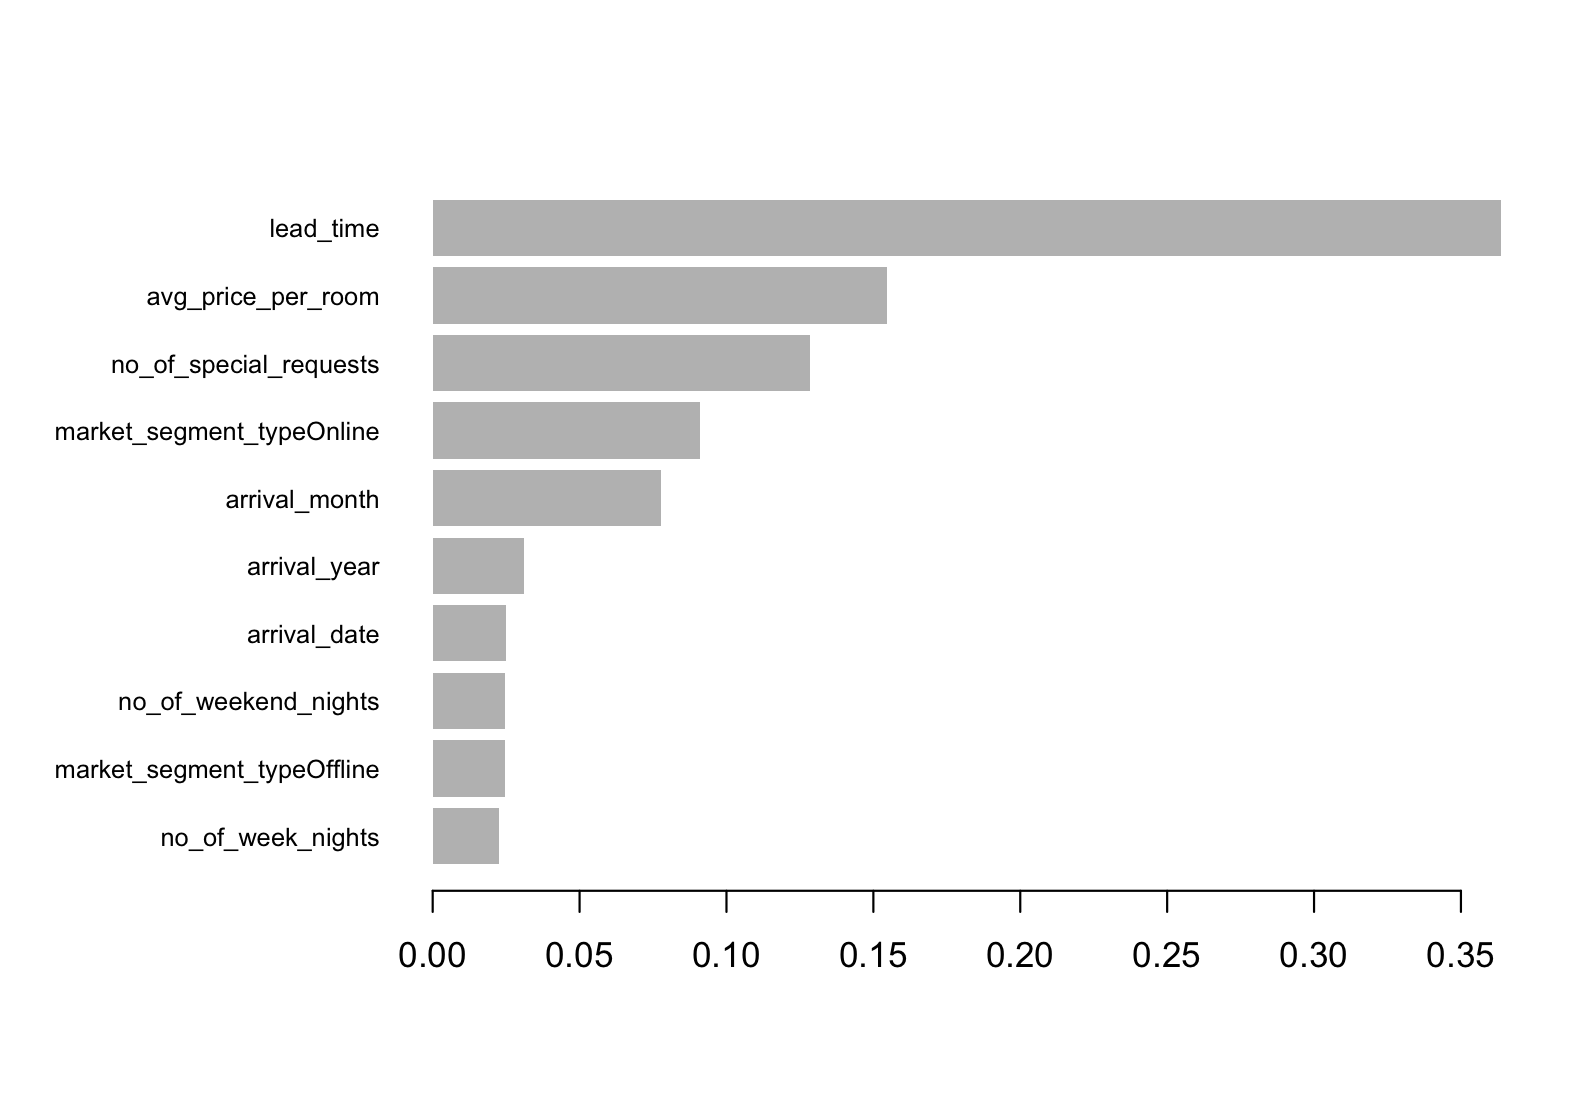 lead_time
avg_price_per_room
no_of_special_requests
market_segment_typeOnline
arrival_month
arrival_year
arrival_date
no_of_weekend_nights
market_segment_typeOffline
no_of_week_nights
0.00 0.05 0.10 0.15 0.20 0.25 0.30 0.35